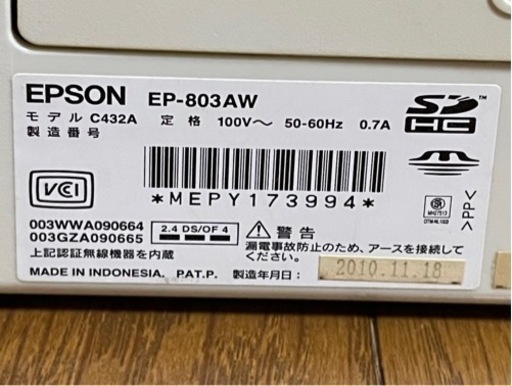 EPSON EP-803AW
モデル C432A 定格 100V～ 50-60Hz 0.7A
製造番号
SD HC
*MEPY173994*
VCI
>PP<
003WWA090664
003GZA090665
2.4 DS/OF 4
警告
漏電事故防止のため、アースを接続して
ください。
上記認証無線機器を内蔵
MADE IN INDONESIA. PAT.P. 製造年月日: 2010.11.18